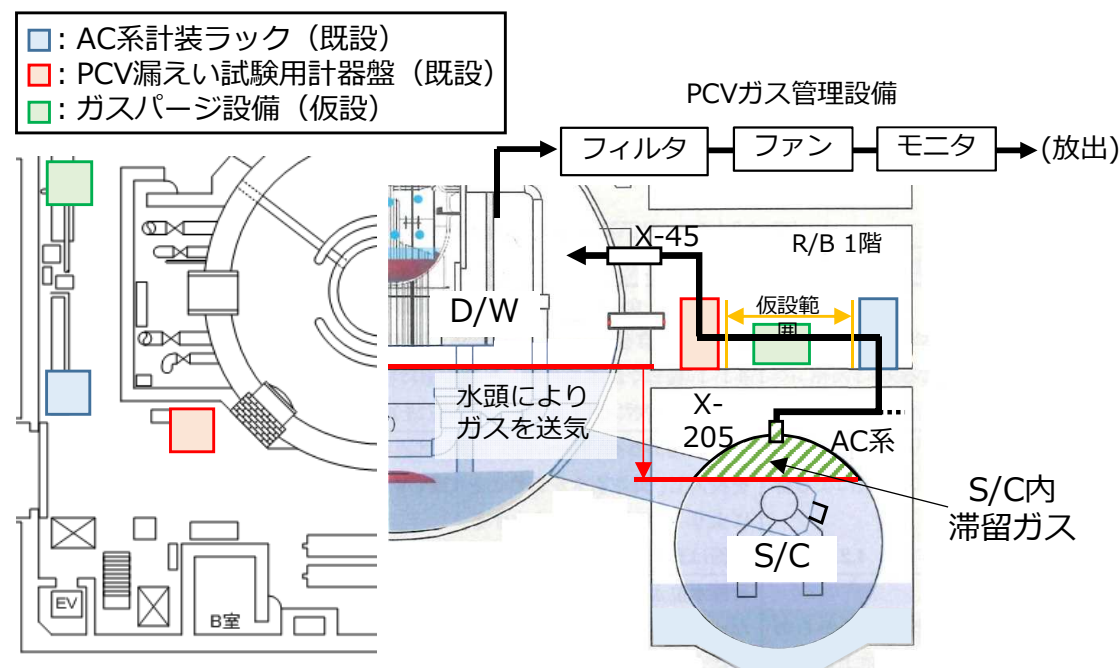 ：AC系計装ラック（既設）
：PCV漏えい試験用計器盤（既設）
：ガスパージ設備（仮設）
PCVガス管理設備
フィルタ
ファン
モニタ
(放出)
X-45
R/B 1階
D/W
仮設範
囲
水頭により
ガスを送気
X-
205
AC系
S/C内
滞留ガス
S/C
EV
B室